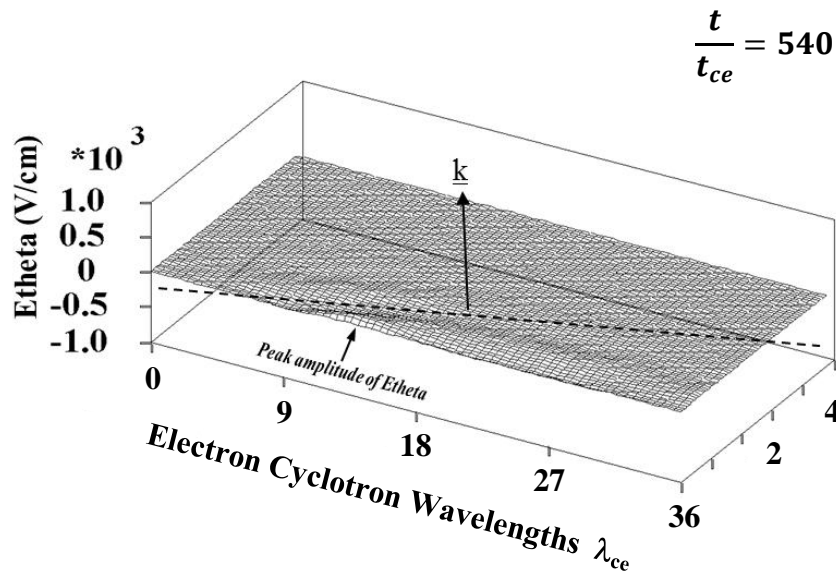 t
t_ce = 540
*10 3
Etheta (V/cm)
1.0
0.5
0
-0.5
-1.0
k
Peak amplitude of Etheta
0
9
18
27
36
2
4
Electron Cyclotron Wavelengths λce